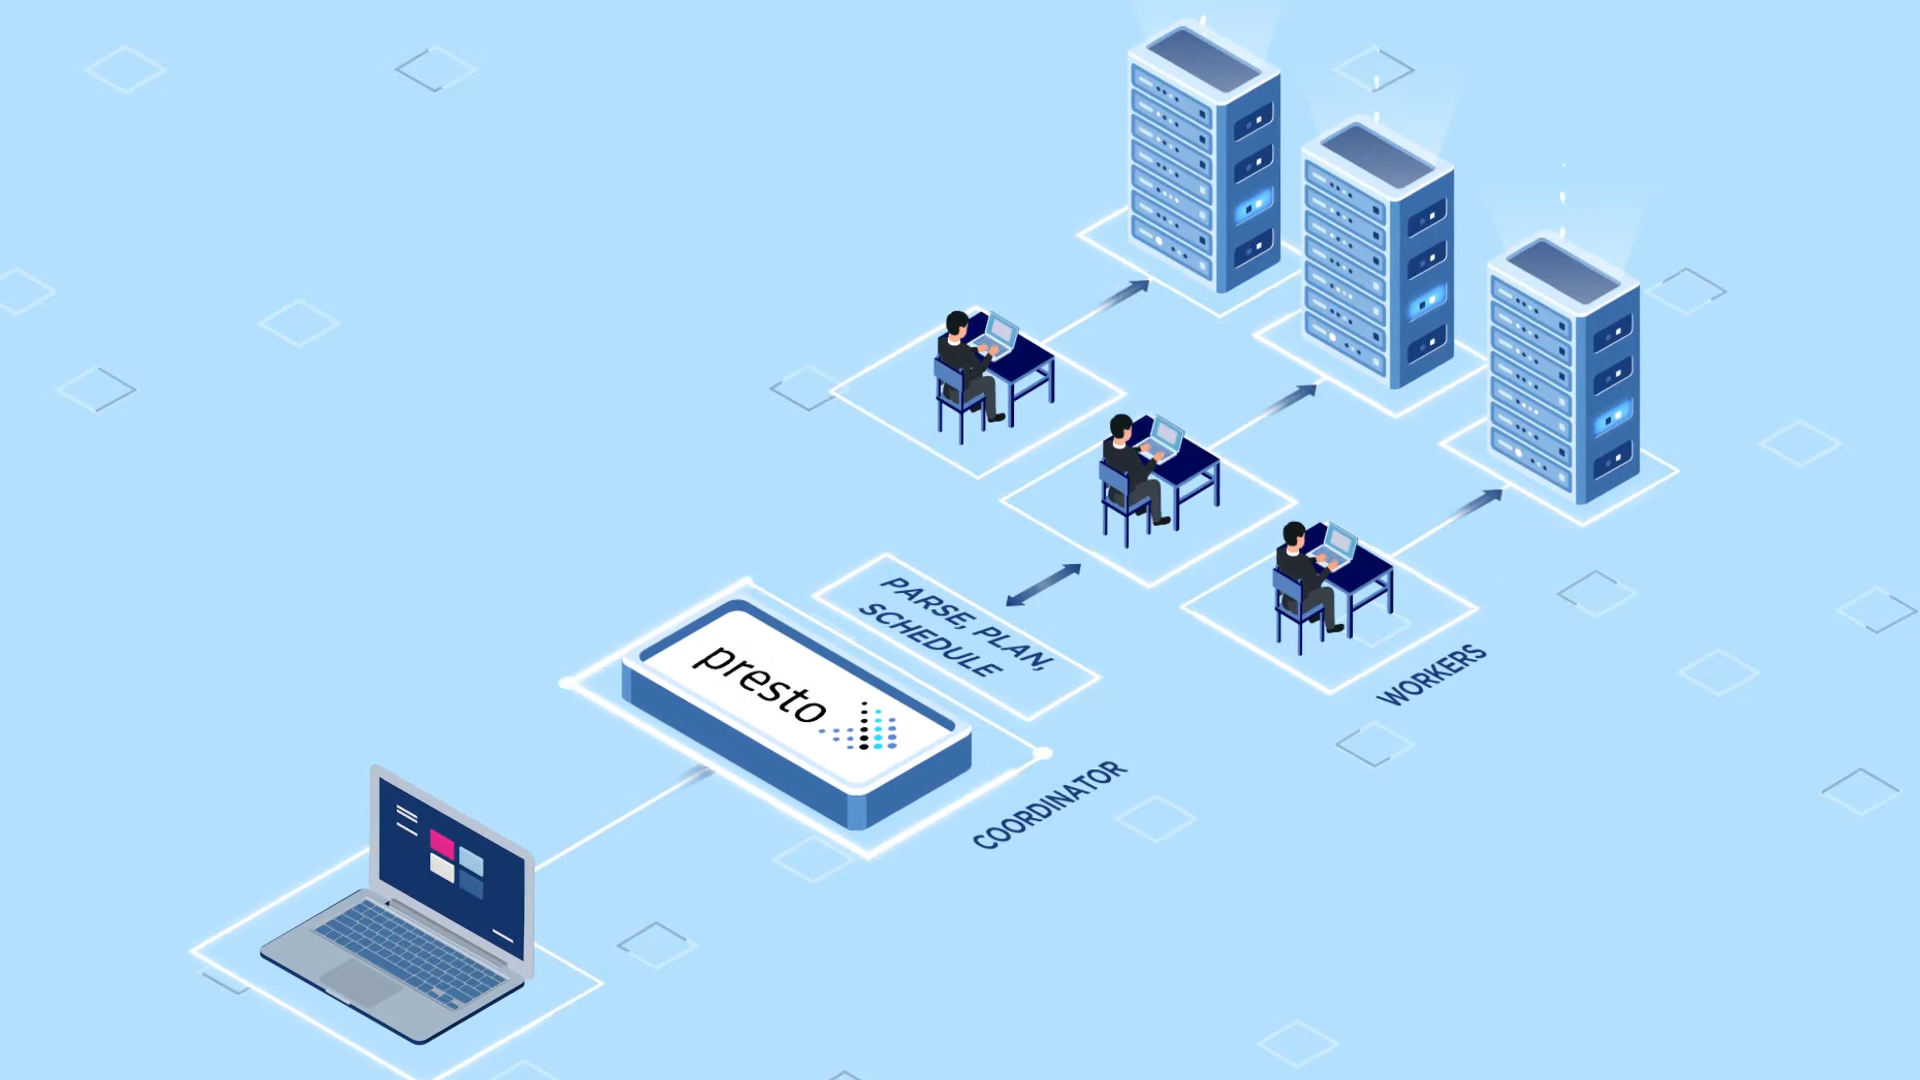 PARSE, PLAN,
SCHEDULE
presto
WORKERS
COORDINATOR